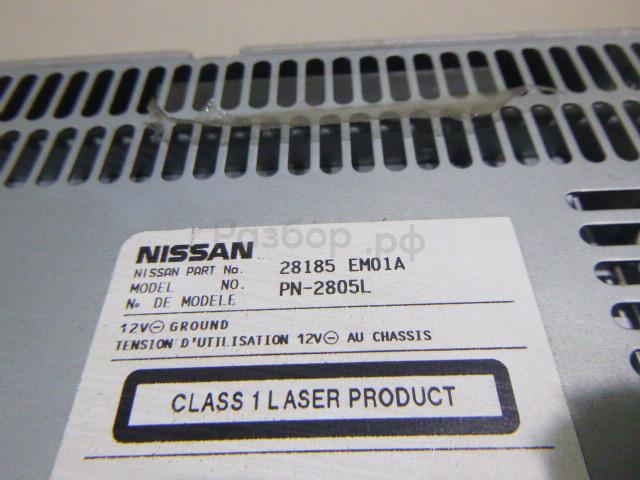 Разбор.рф
NISSAN
NISSAN PART No. 28185 EM01A
MODEL NO. PN-2805L
No DE MODELE
12V⊖ GROUND
TENSION D'UTILISATION 12V⊖ AU CHASSIS
CLASS 1 LASER PRODUCT